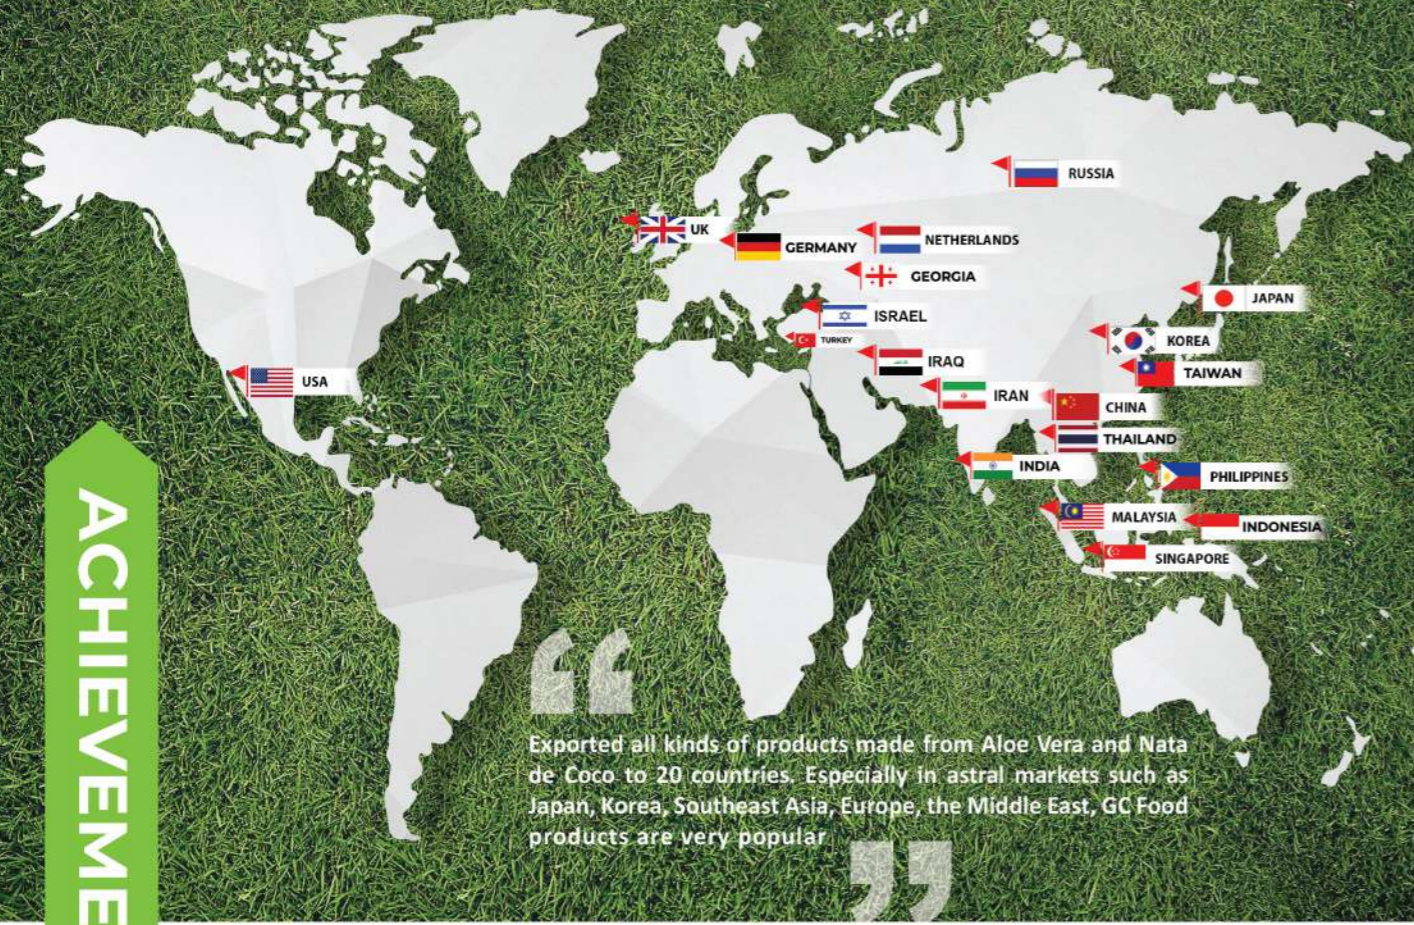 RUSSIA
UK
GERMANY
NETHERLANDS
GEORGIA
JAPAN
ISRAEL
TURKEY
KOREA
IRAQ
TAIWAN
USA
IRAN
CHINA
THAILAND
INDIA
PHILIPPINES
MALAYSIA
INDONESIA
SINGAPORE
ACHIEVEME
Exported all kinds of products made from Aloe Vera and Nata
de Coco to 20 countries. Especially in astral markets such as
Japan, Korea, Southeast Asia, Europe, the Middle East, GC Food
products are very popular